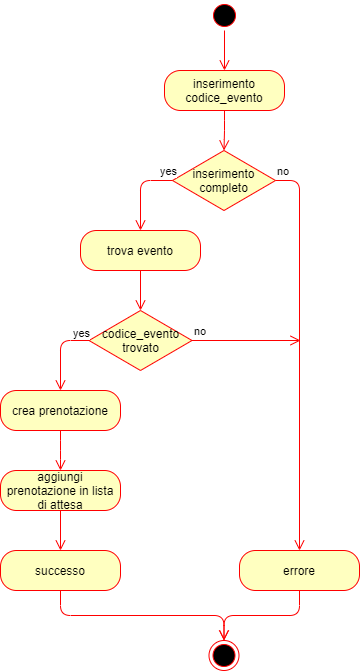 inserimento
codice_evento
inserimento
completo
yes
no
trova evento
codice_evento
trovato
yes
no
crea prenotazione
aggiungi
prenotazione in lista
di attesa
successo
errore